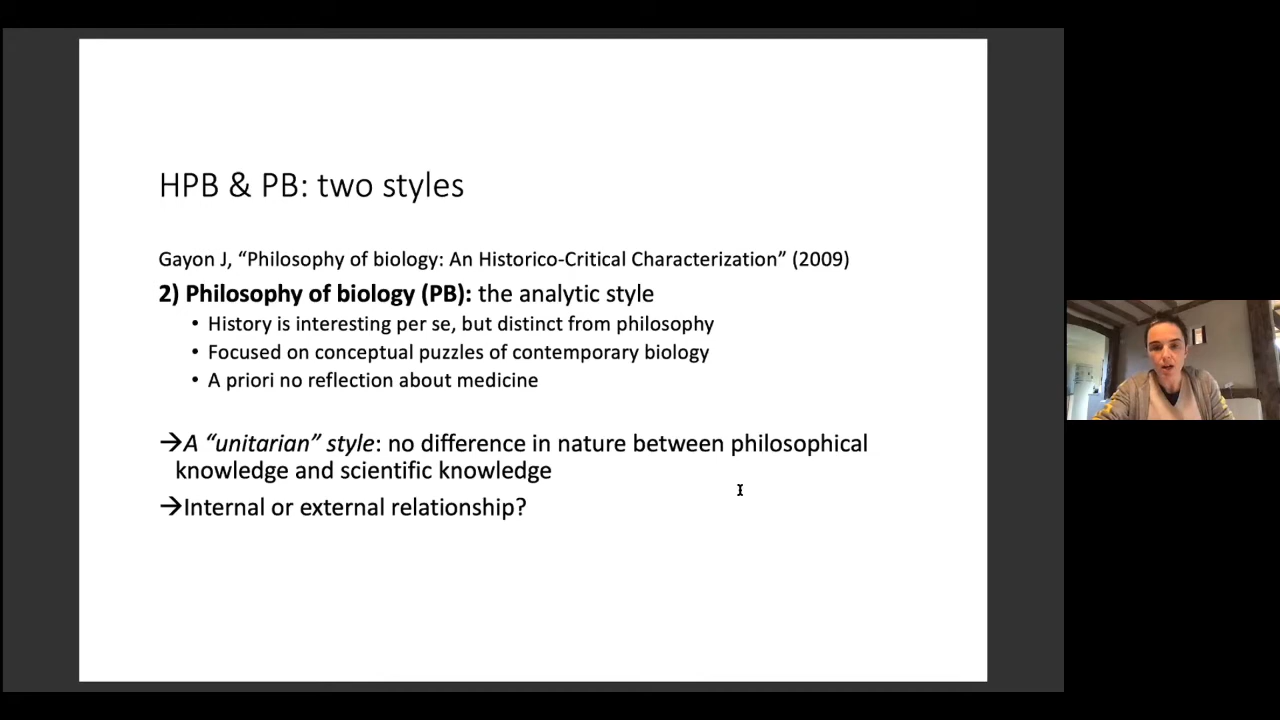 HPB & PB: two styles
Gayon J, “Philosophy of biology: An Historico-Critical Characterization” (2009)
2) Philosophy of biology (PB): the analytic style
• History is interesting per se, but distinct from philosophy
• Focused on conceptual puzzles of contemporary biology
• A priori no reflection about medicine
→A “unitarian” style: no difference in nature between philosophical
knowledge and scientific knowledge
→Internal or external relationship?